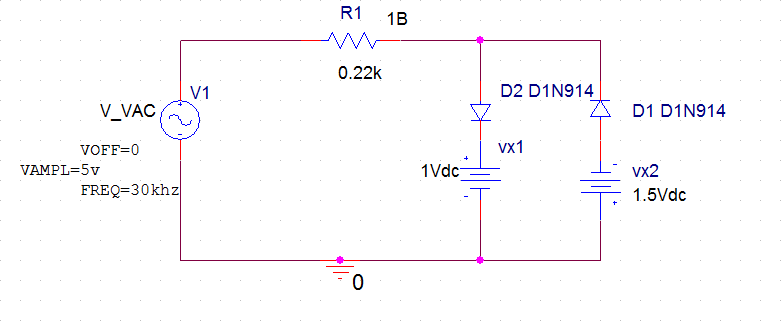 R1
1B
0.22k
V1
V_VAC
VOFF=0
VAMPL=5v
FREQ=30khz
D2 D1N914
D1 D1N914
vx1
1Vdc
vx2
1.5Vdc
0